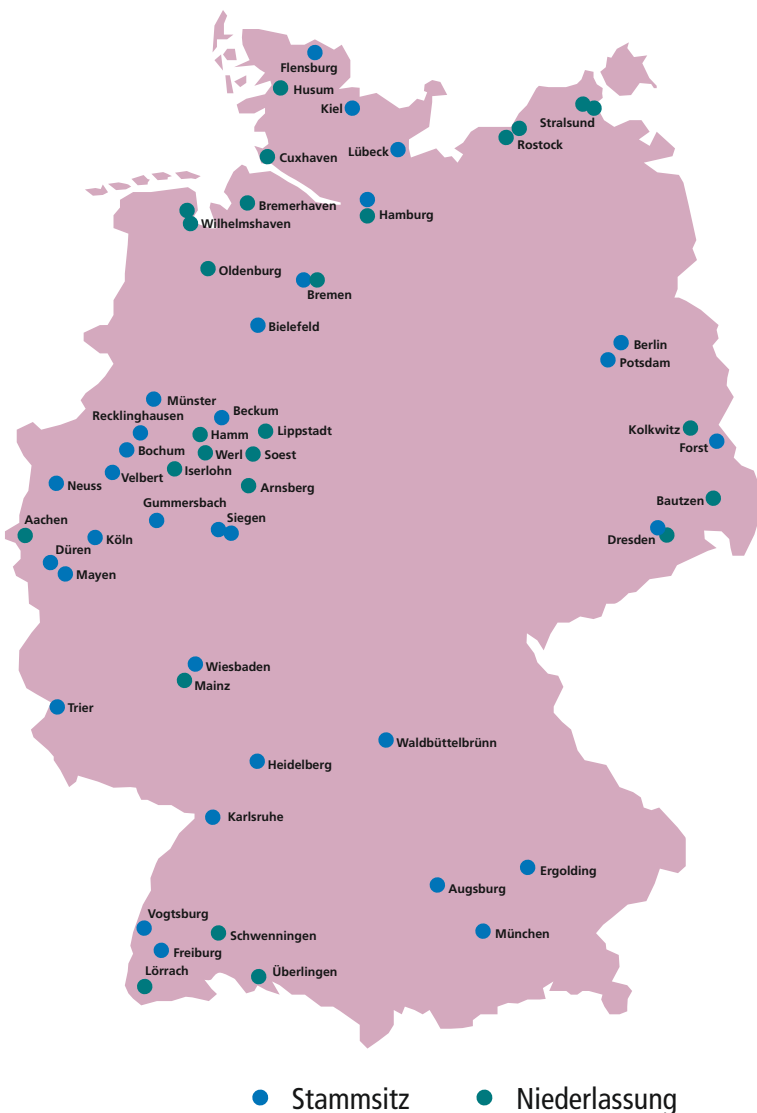 Flensburg
Husum
Kiel
Stralsund
Rostock
Lübeck
Cuxhaven
Bremerhaven
Hamburg
Wilhelmshaven
Oldenburg
Bremen
Bielefeld
Berlin
Potsdam
Münster
Beckum
Recklinghausen
Lippstadt
Hamm
Kolkwitz
Forst
Bochum
Werl
Soest
Iserlohn
Velbert
Neuss
Arnsberg
Bautzen
Gummersbach
Siegen
Aachen
Köln
Dresden
Düren
Mayen
Wiesbaden
Mainz
Trier
Waldbüttelbrünn
Heidelberg
Karlsruhe
Ergolding
Augsburg
Vogtsburg
Schwenningen
München
Freiburg
Lörrach
Überlingen
Stammsitz
Niederlassung